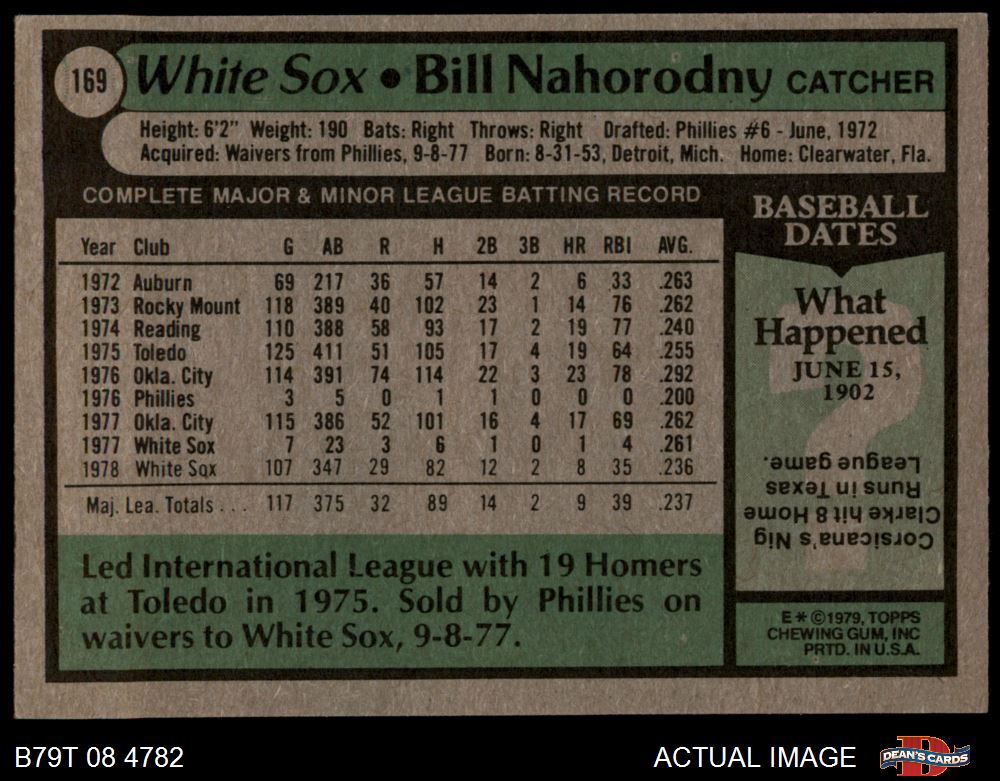 169 White Sox • Bill Nahorodny CATCHER
Height: 6'2" Weight: 190 Bats: Right Throws: Right Drafted: Phillies #6 - June, 1972
Acquired: Waivers from Phillies, 9-8-77 Born: 8-31-53, Detroit, Mich. Home: Clearwater, Fla.
COMPLETE MAJOR & MINOR LEAGUE BATTING RECORD
Year Club G AB R H 2B 3B HR RBI AVG.
1972 Auburn 69 217 36 57 14 2 6 33 .263
1973 Rocky Mount 118 389 40 102 23 1 14 76 .262
1974 Reading 110 388 58 93 17 2 19 77 .240
1975 Toledo 125 411 51 105 17 4 19 64 .255
1976 Okla. City 114 391 74 114 22 3 23 78 .292
1976 Phillies 3 5 0 1 1 0 0 0 .200
1977 Okla. City 115 386 52 101 16 4 17 69 .262
1977 White Sox 7 23 3 6 1 0 1 4 .261
1978 White Sox 107 347 29 82 12 2 8 35 .236
Maj. Lea. Totals . . . 117 375 32 89 14 2 9 39 .237
Led International League with 19 Homers
at Toledo in 1975. Sold by Phillies on
waivers to White Sox, 9-8-77.
BASEBALL
DATES
What
Happened
JUNE 15,
1902
?
Corsicana's Nig
Clarke hit 8 Home
Runs in Texas
League game.
E * ©1979, TOPPS
CHEWING GUM, INC
PRTD. IN U.S.A.
B79T 08 4782
ACTUAL IMAGE
D
DEAN'S CARDS